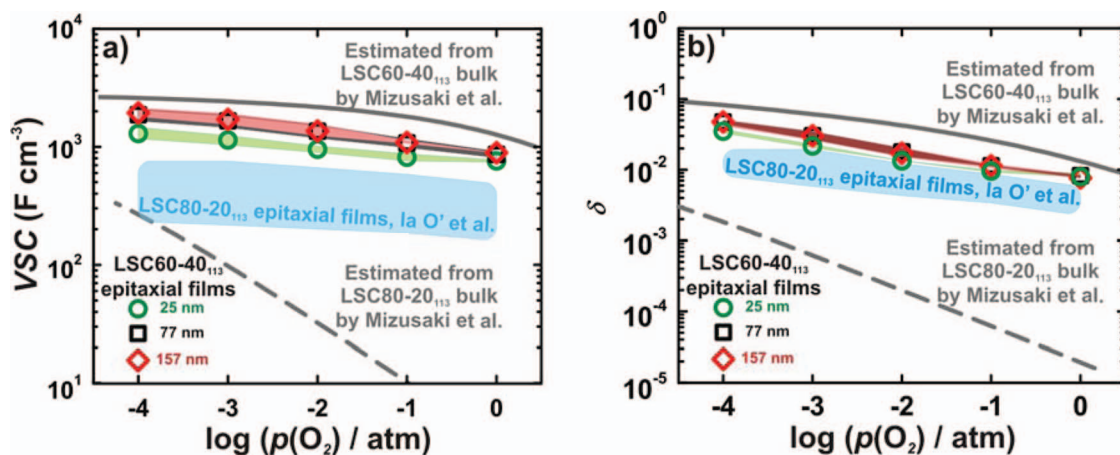 a)
VSC (F cm⁻³)
10⁴
10³
10²
10¹
Estimated from
LSC60-40₁₁₃ bulk
by Mizusaki et al.
LSC80-20₁₁₃ epitaxial films, la O' et al.
LSC60-40₁₁₃
epitaxial films
25 nm
77 nm
157 nm
Estimated from
LSC80-20₁₁₃ bulk
by Mizusaki et al.
-4 -3 -2 -1 0
log (p(O₂) / atm)
b)
δ
10⁰
10⁻¹
10⁻²
10⁻³
10⁻⁴
10⁻⁵
Estimated from
LSC60-40₁₁₃ bulk
by Mizusaki et al.
LSC80-20₁₁₃ epitaxial films, la O' et al.
LSC60-40₁₁₃
epitaxial films
25 nm
77 nm
157 nm
Estimated from
LSC80-20₁₁₃ bulk
by Mizusaki et al.
-4 -3 -2 -1 0
log (p(O₂) / atm)